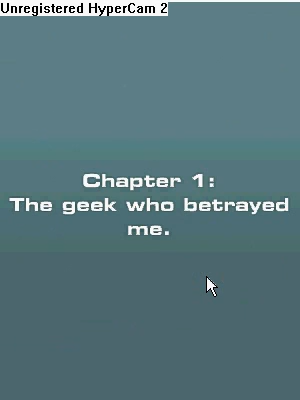 Unregistered HyperCam 2
Chapter 1:
The geek who betrayed
me.